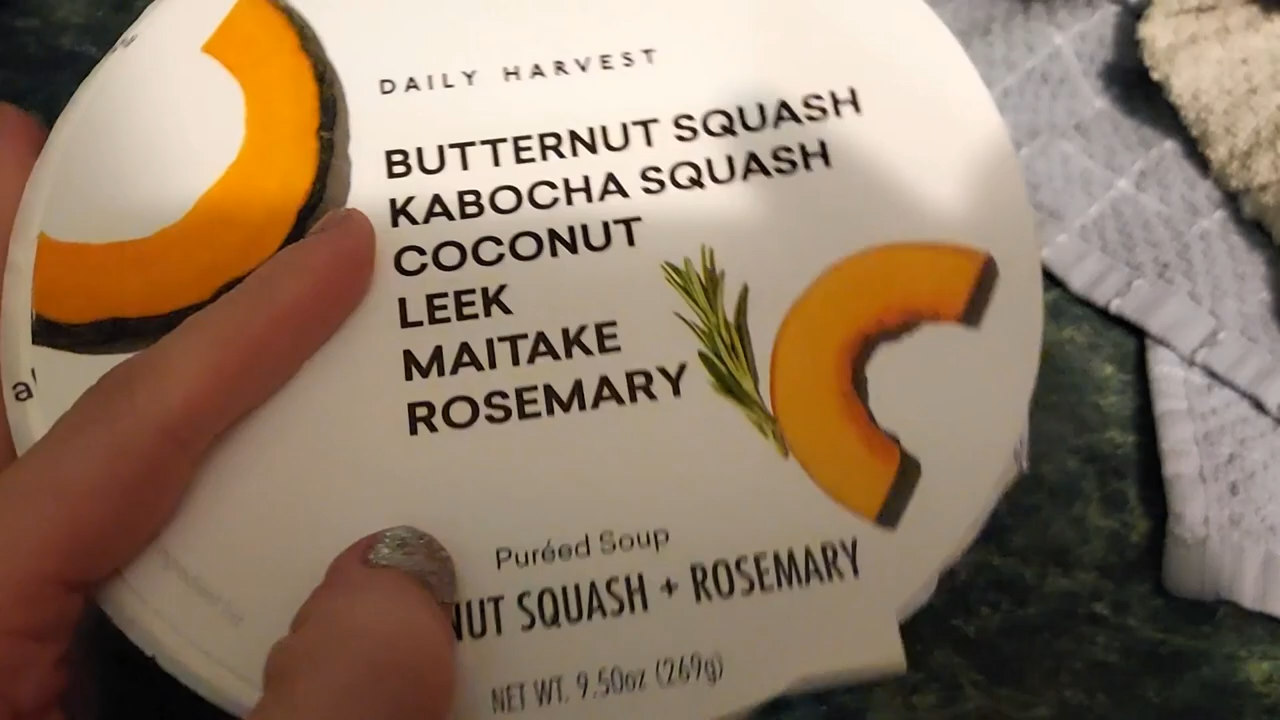 DAILY HARVEST
BUTTERNUT SQUASH
KABOCHA SQUASH
COCONUT
LEEK
MAITAKE
ROSEMARY
Puréed Soup
NUT SQUASH + ROSEMARY
NET WT. 9.50oz (269g)